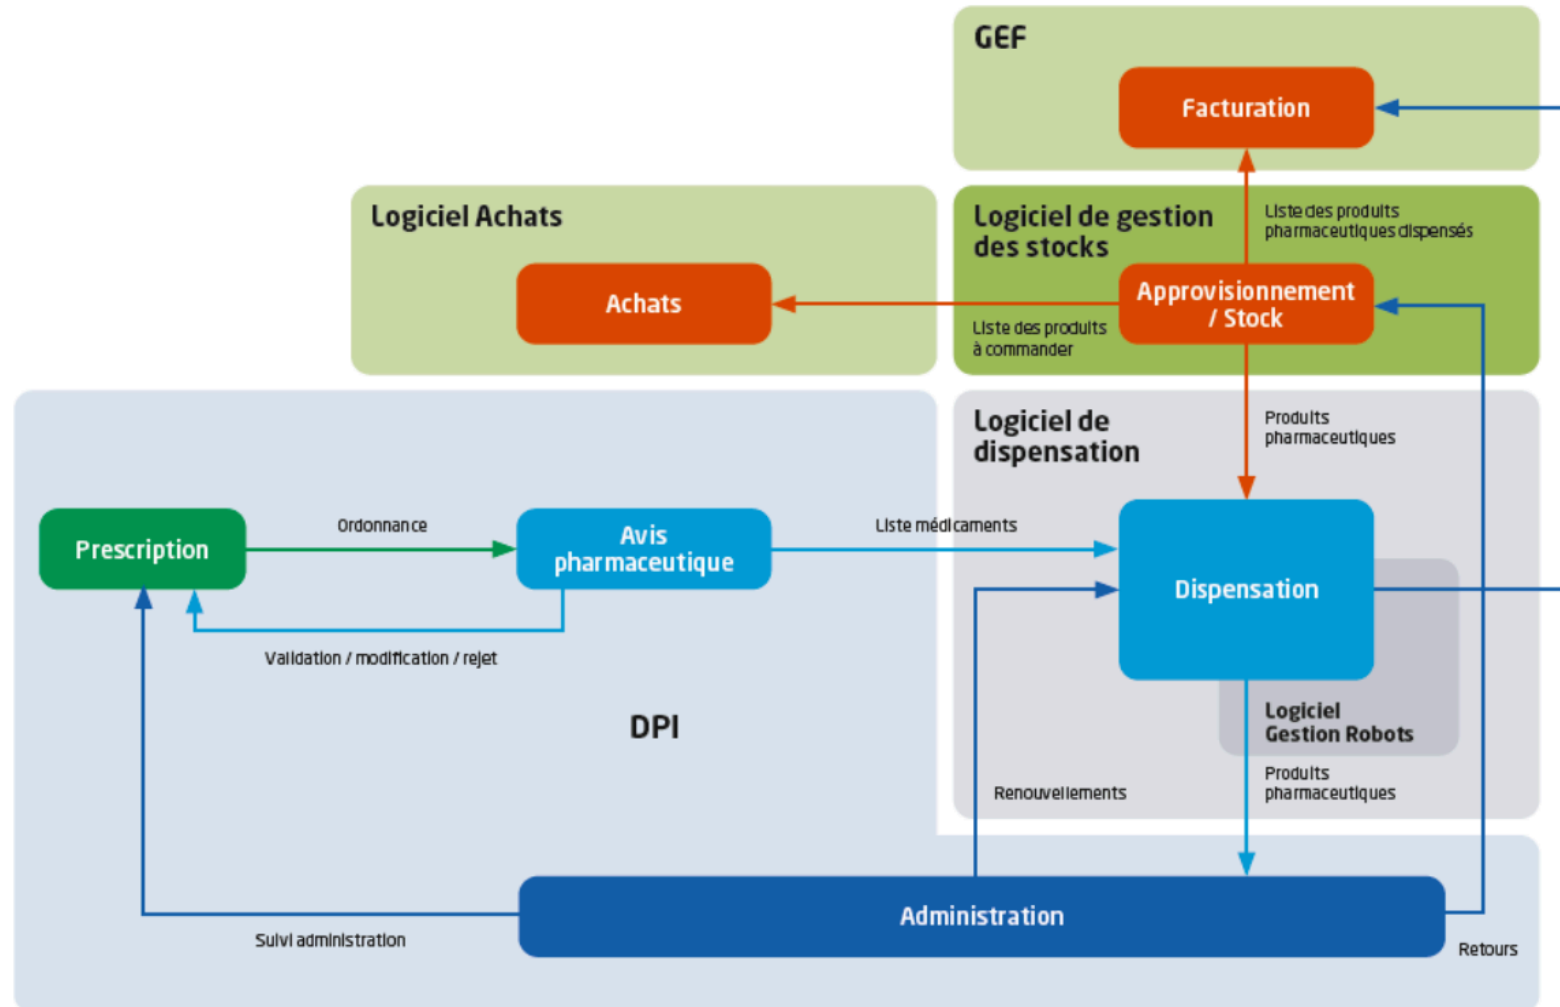 GEF
Facturation
Logiciel Achats
Achats
Logiciel de gestion
des stocks
Liste des produits
pharmaceutiques dispensés
Approvisionnement
/ Stock
Liste des produits
à commander
Logiciel de
dispensation
Produits
pharmaceutiques
Prescription
Ordonnance
Avis
pharmaceutique
Liste médicaments
Dispensation
Validation / modification / rejet
DPI
Logiciel
Gestion Robots
Produits
pharmaceutiques
Renouvellements
Administration
Suivi administration
Retours